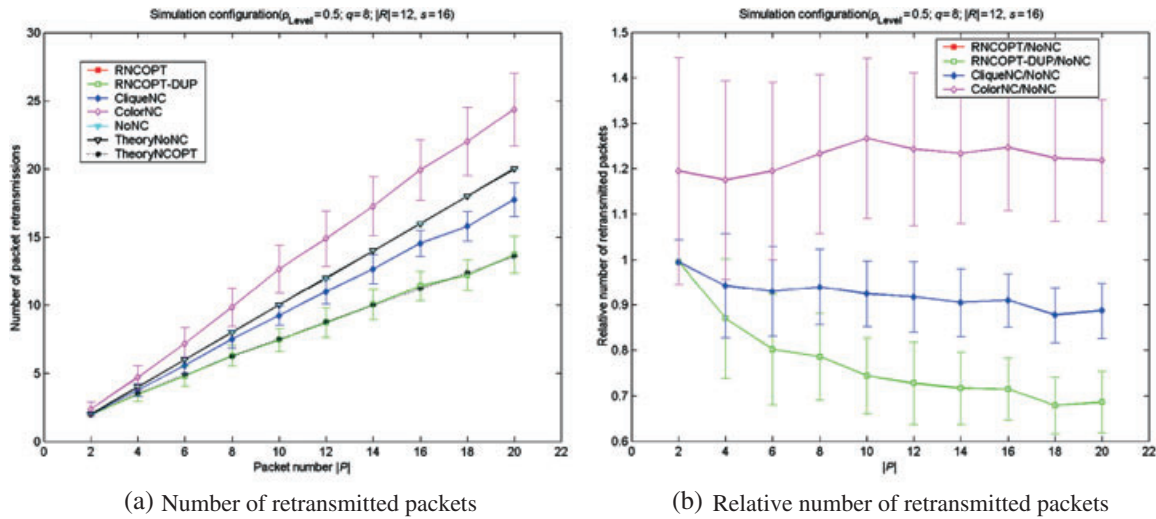 Simulation configuration(ρLevel=0.5; q=8; |R|=12, s=16)
Number of packet retransmissions
30
25
20
15
10
5
0
RNCOPT
RNCOPT-DUP
CliqueNC
ColorNC
NoNC
TheoryNoNC
TheoryNCOPT
0 2 4 6 8 10 12 14 16 18 20 22
Packet number |P|
(a) Number of retransmitted packets
Simulation configuration(ρLevel=0.5; q=8; |R|=12, s=16)
Relative number of retransmitted packets
1.5
1.4
1.3
1.2
1.1
1
0.9
0.8
0.7
0.6
RNCOPT/NoNC
RNCOPT-DUP/NoNC
CliqueNC/NoNC
ColorNC/NoNC
0 2 4 6 8 10 12 14 16 18 20 22
|P|
(b) Relative number of retransmitted packets